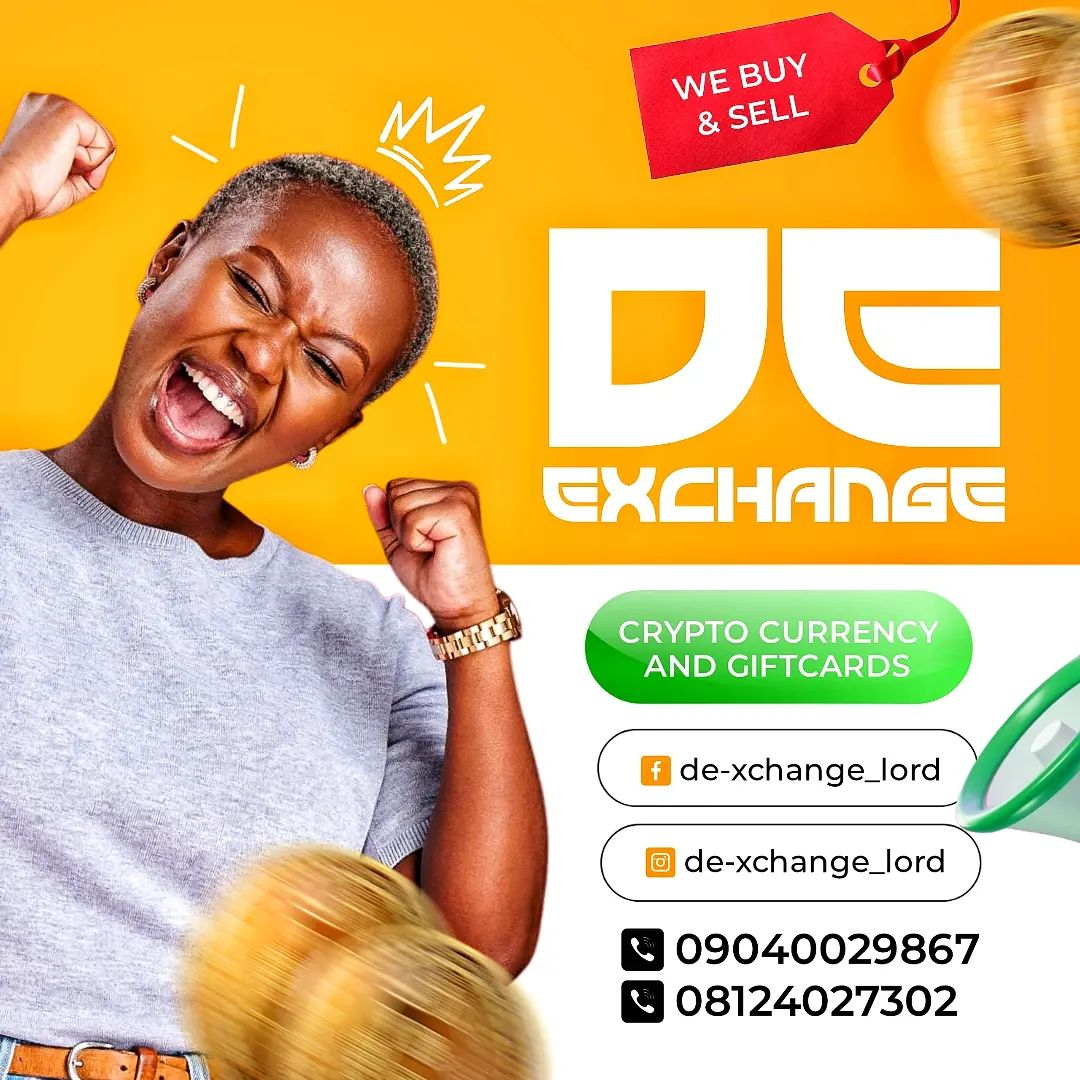 WE BUY
& SELL
DE
EXCHANGE
CRYPTO CURRENCY
AND GIFTCARDS
de-xchange_lord
de-xchange_lord
09040029867
08124027302